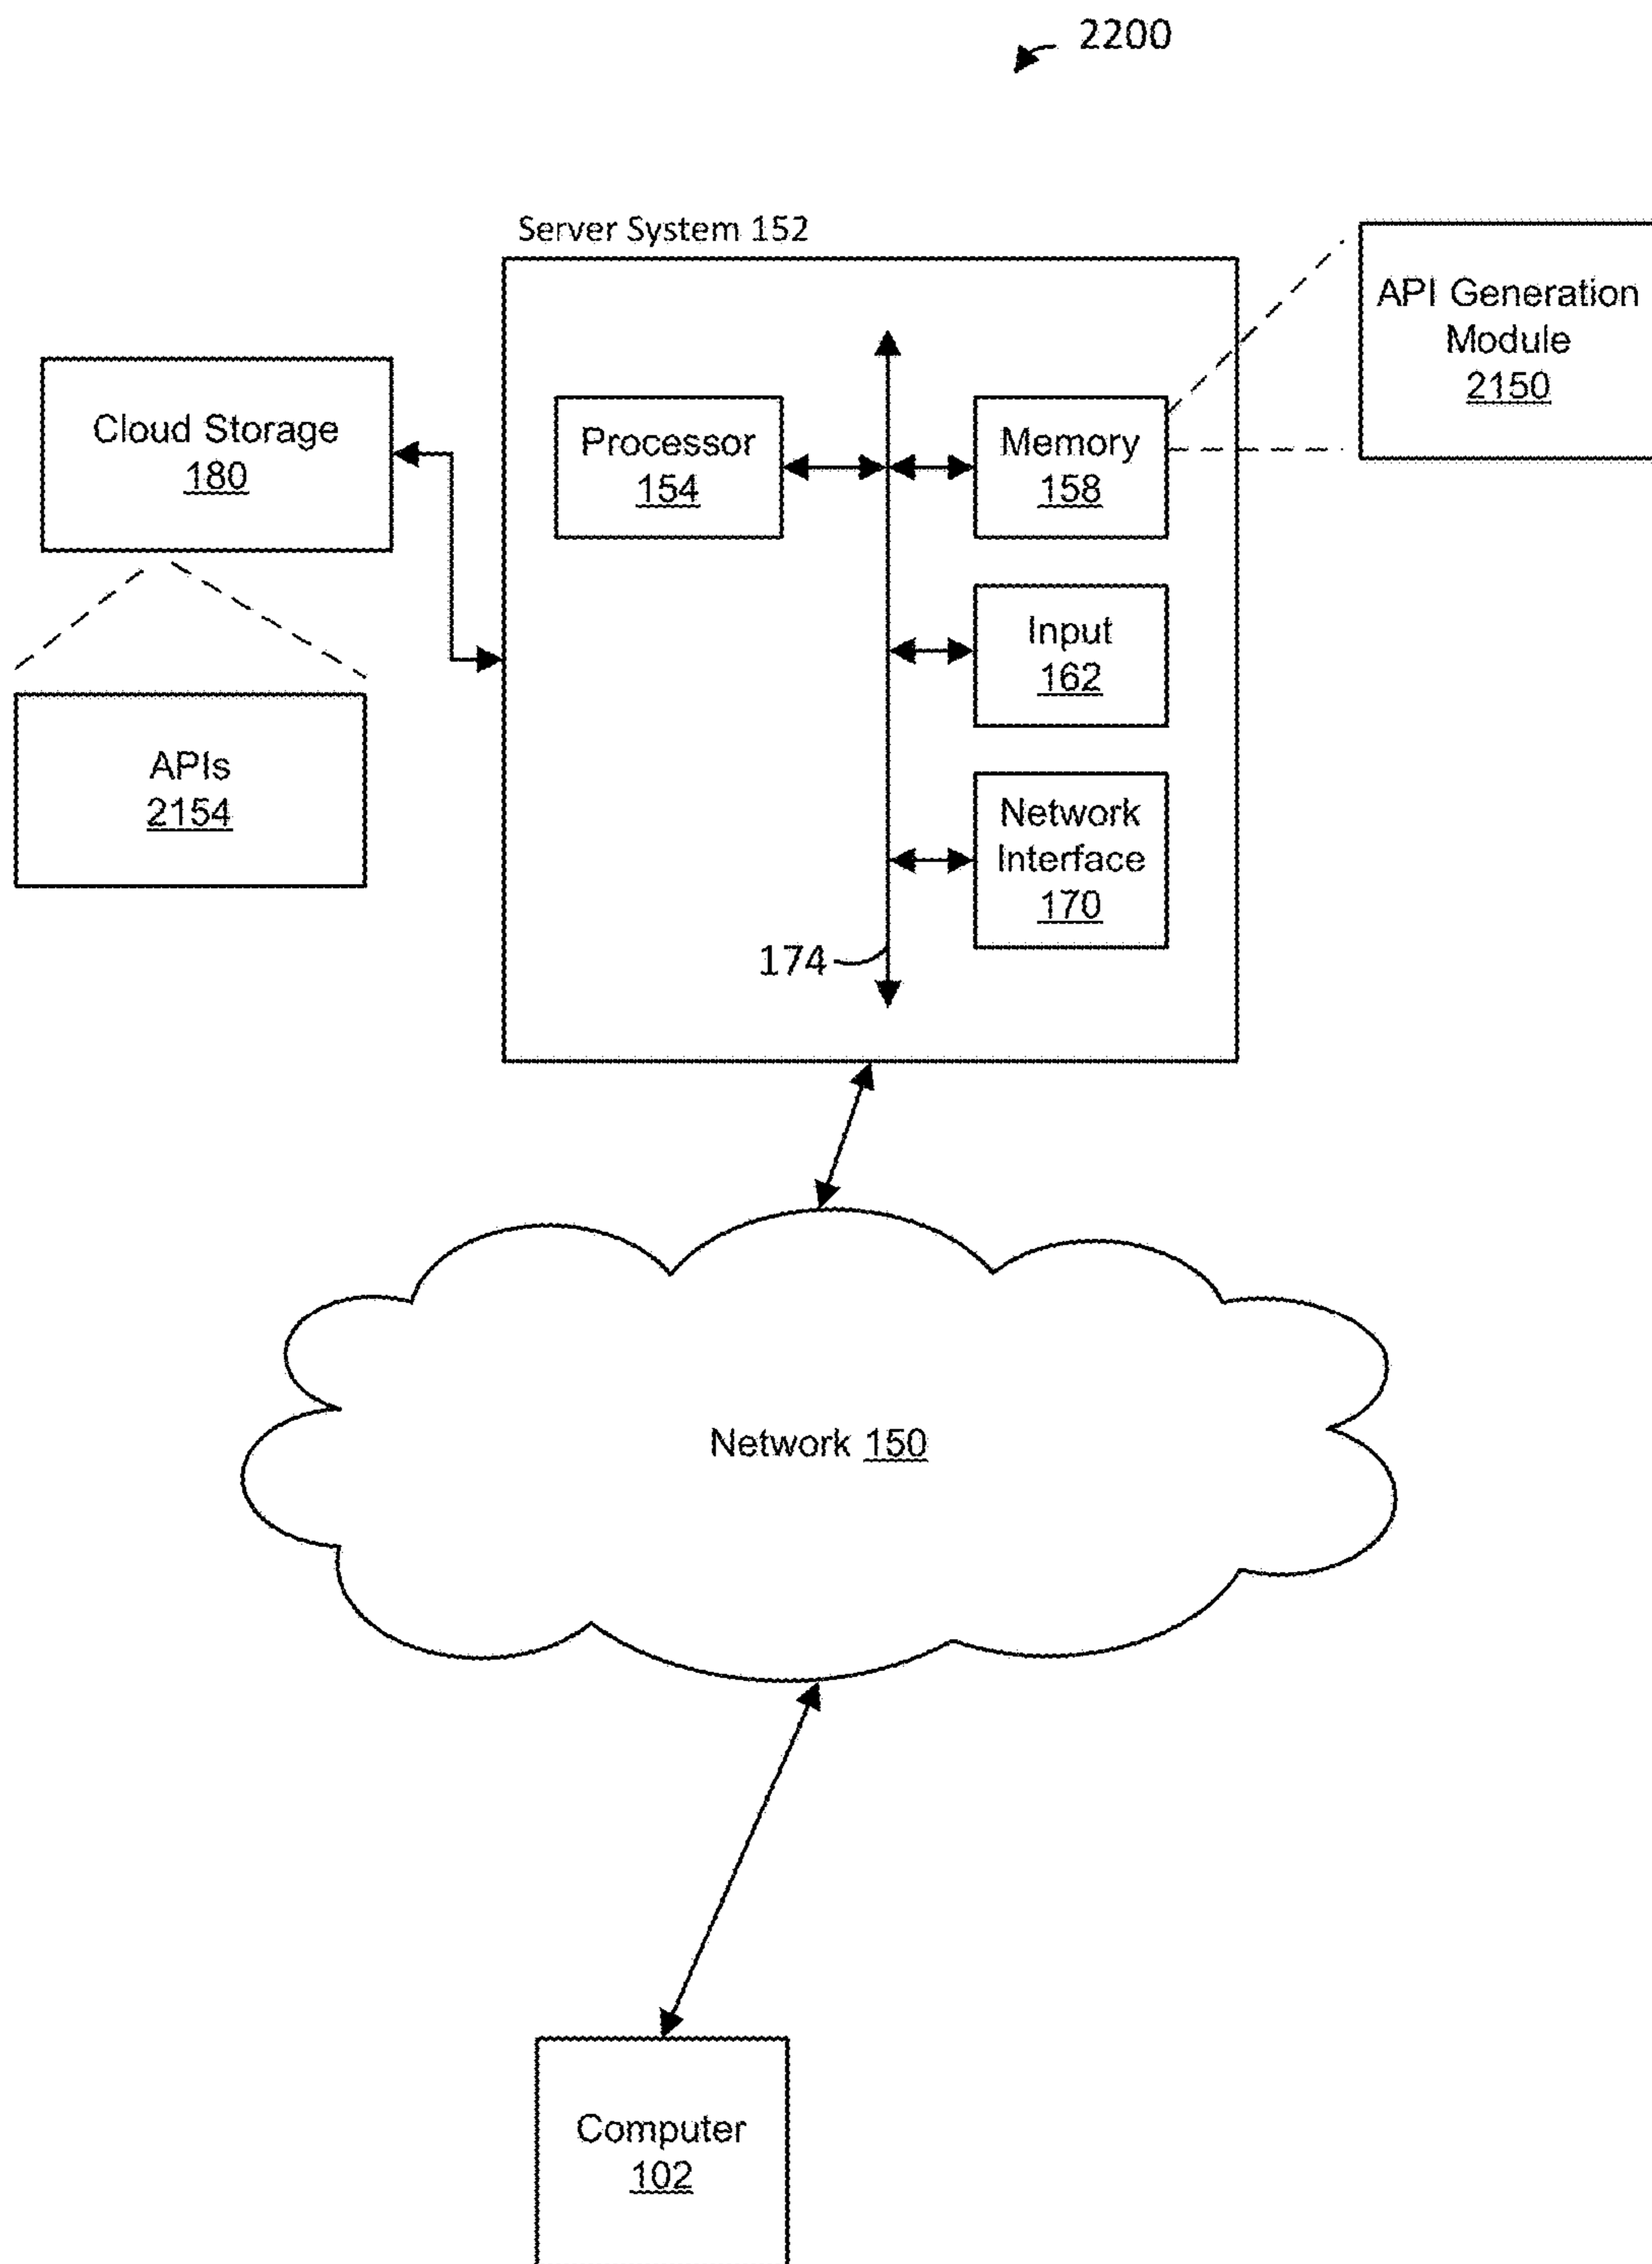 2200
Server System 152
API Generation
Module
2150
Cloud Storage
180
Processor
154
Memory
158
Input
162
APIs
2154
Network
Interface
170
174
Network 150
Computer
102